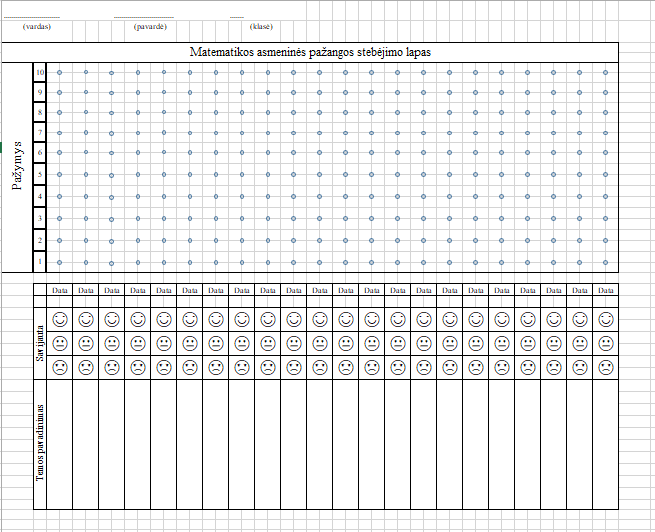 (vardas) (pavardė) (klasė)
Matematikos asmeninės pažangos stebėjimo lapas
Pažymys
10
9
8
7
6
5
4
3
2
1
Data Data Data Data Data Data Data Data Data Data Data Data Data Data Data Data Data Data Data Data Data Data
Savijauta
Temos pavadinimas